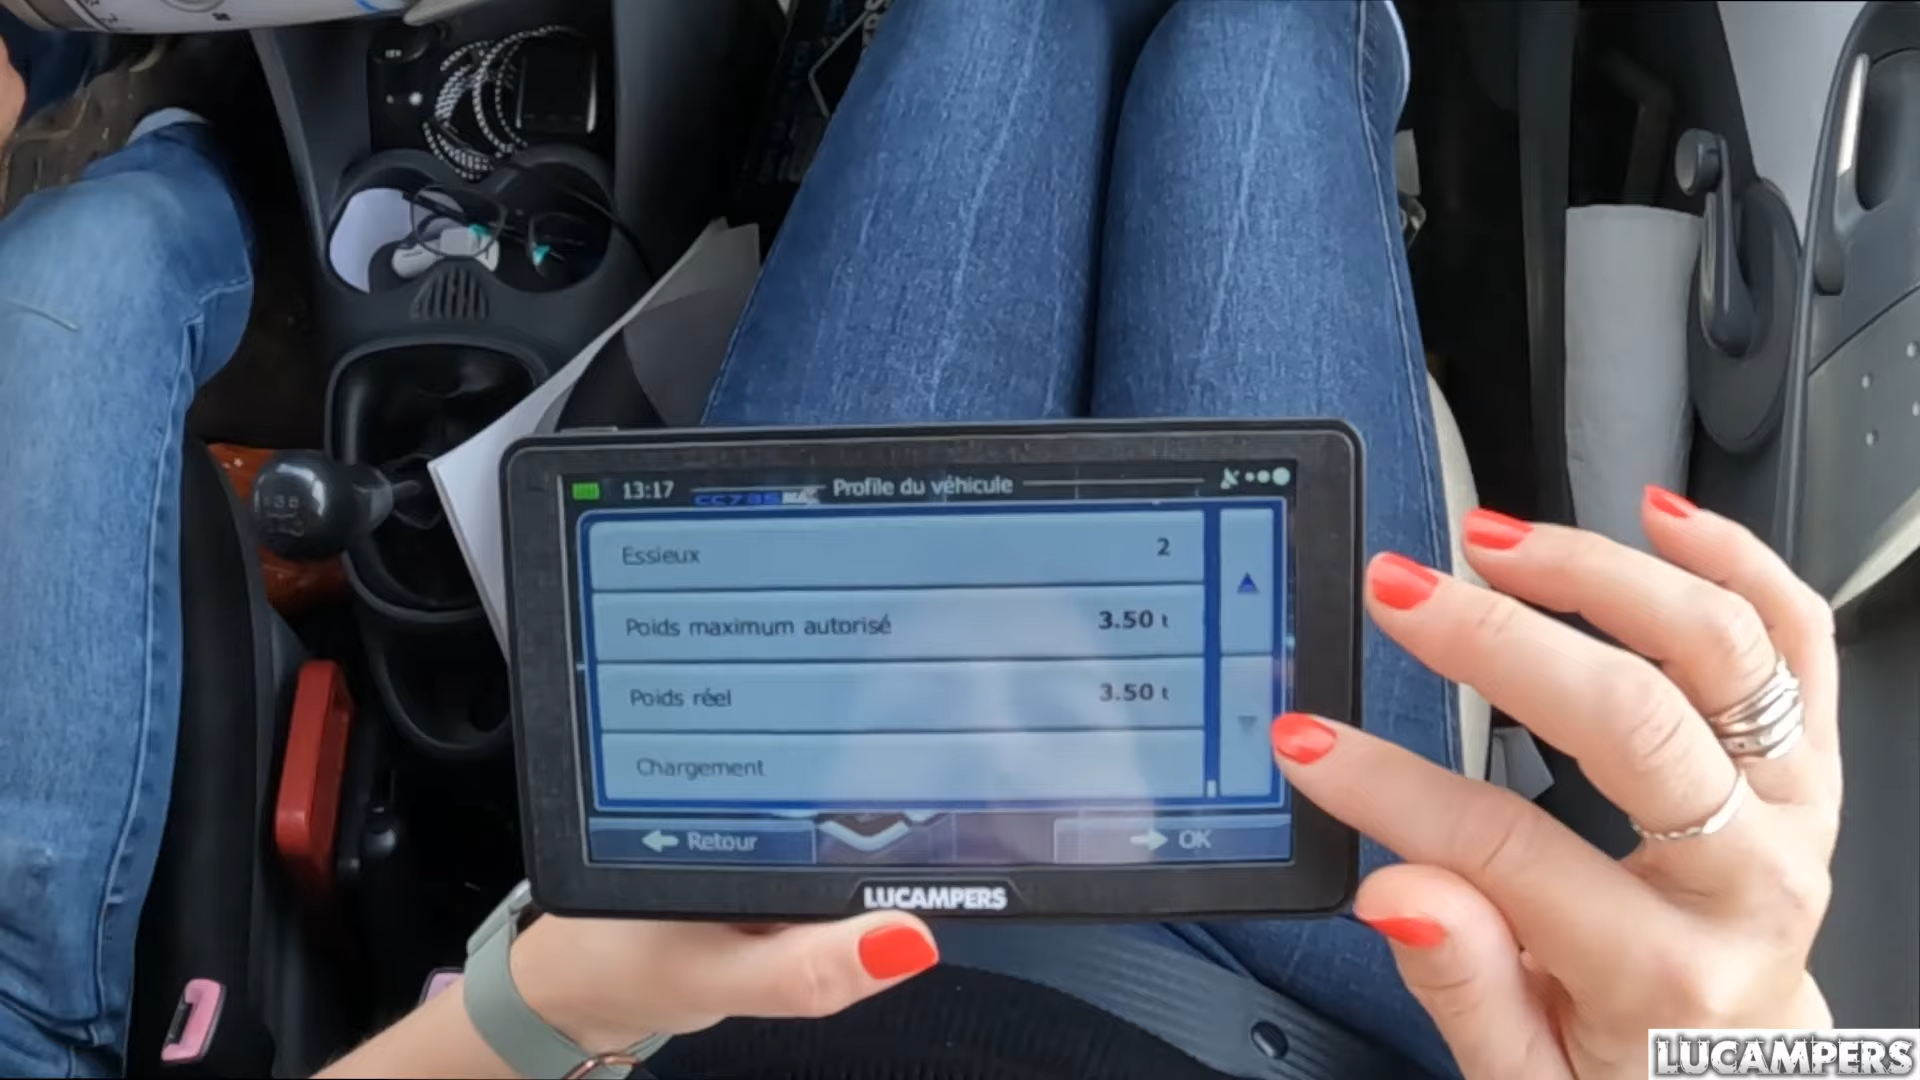 13:17 Profile du véhicule
Essieux 2
Poids maximum autorisé 3.50 t
Poids réel 3.50 t
Chargement
Retour OK
LUCAMPERS
LUCAMPERS